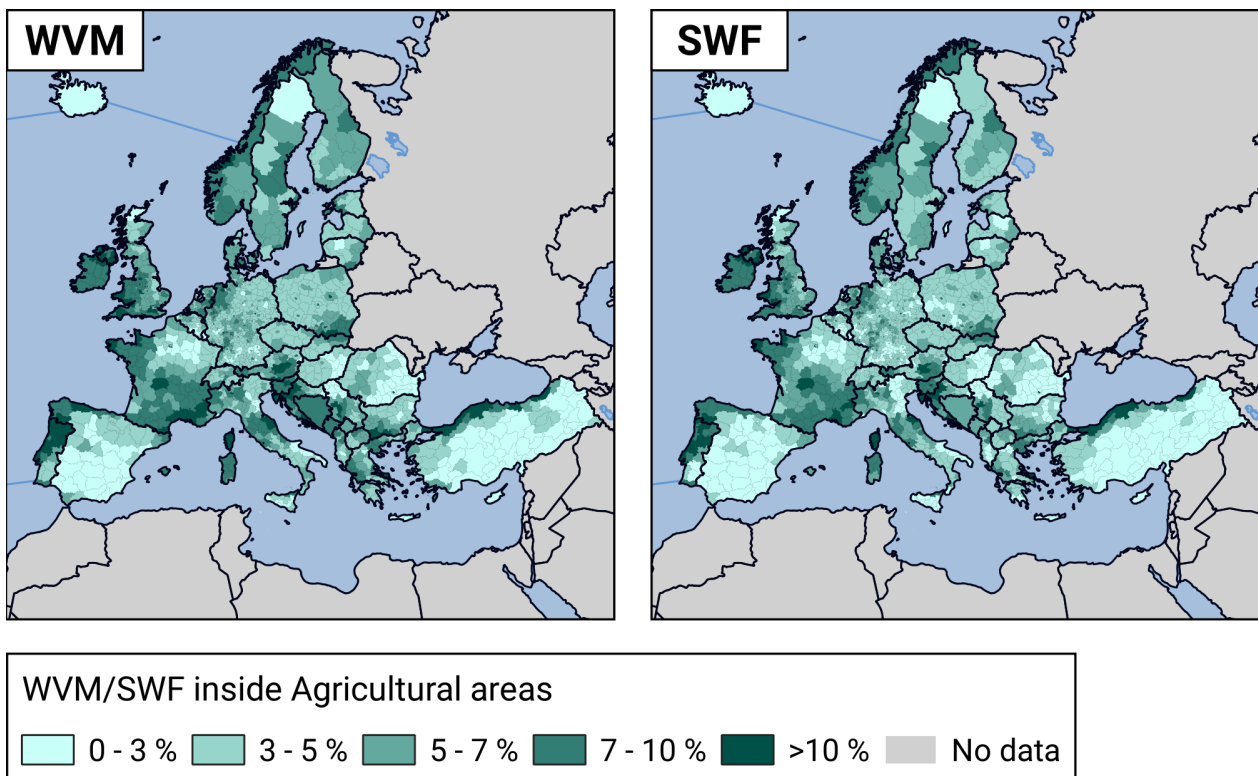 WVM
SWF
WVM/SWF inside Agricultural areas
0 - 3 %
3 - 5 %
5 - 7 %
7 - 10 %
>10 %
No data